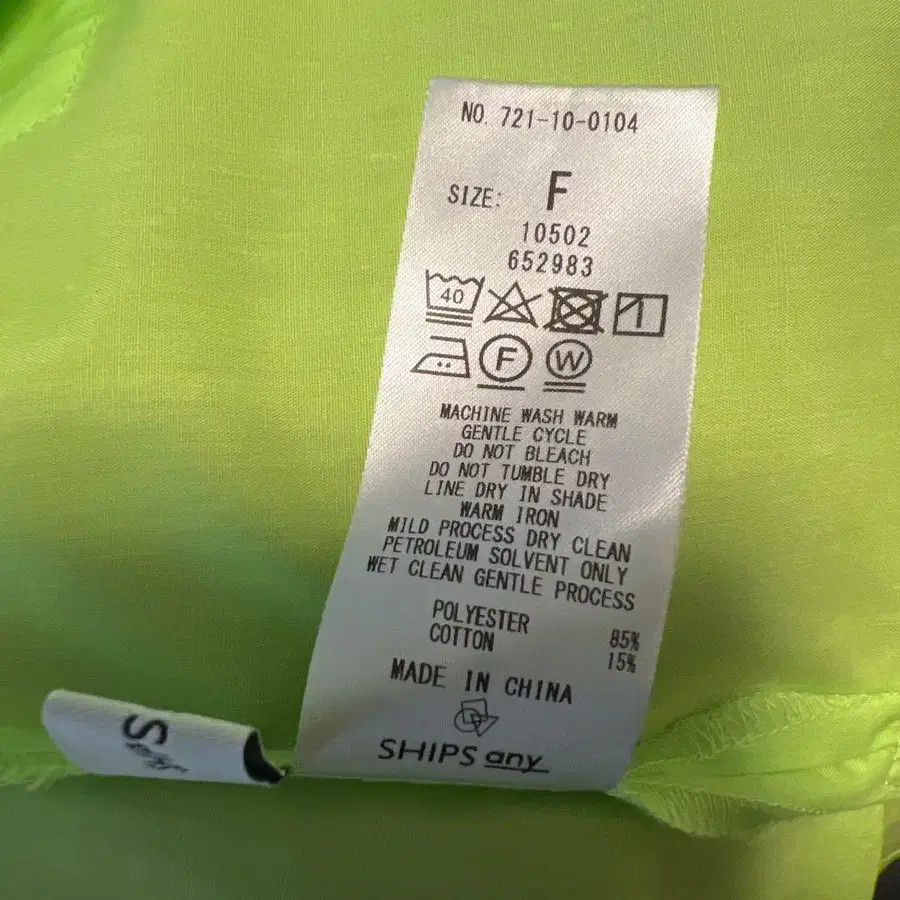 NO. 721-10-0104
SIZE: F
10502
652983
40
F W
MACHINE WASH WARM
GENTLE CYCLE
DO NOT BLEACH
DO NOT TUMBLE DRY
LINE DRY IN SHADE
WARM IRON
MILD PROCESS DRY CLEAN
PETROLEUM SOLVENT ONLY
WET CLEAN GENTLE PROCESS
POLYESTER 85%
COTTON 15%
MADE IN CHINA
SHIPS any
S